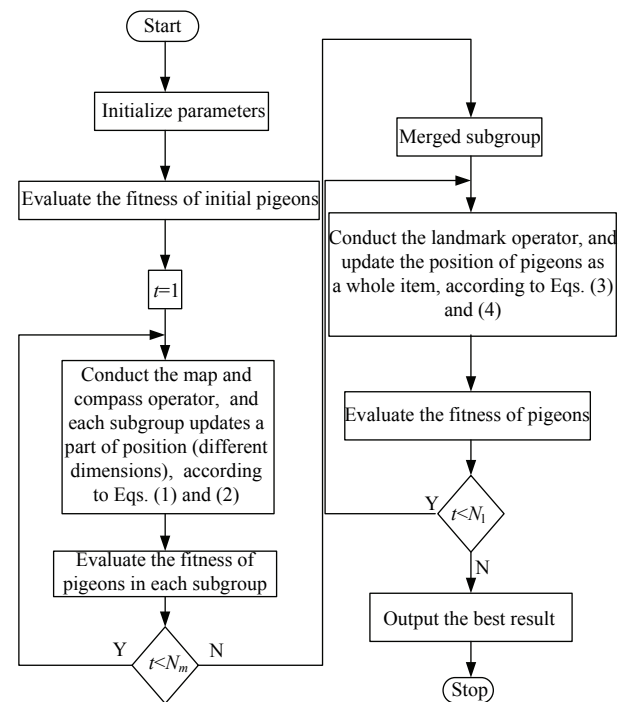 Start
Initialize parameters
Evaluate the fitness of initial pigeons
t=1
Conduct the map and
compass operator, and
each subgroup updates a
part of position (different
dimensions), according
to Eqs. (1) and (2)
Evaluate the fitness of
pigeons in each subgroup
Y
t<Nm
N
Merged subgroup
Conduct the landmark operator, and
update the position of pigeons as
a whole item, according to Eqs. (3)
and (4)
Evaluate the fitness of pigeons
Y
t<N1
N
Output the best result
Stop